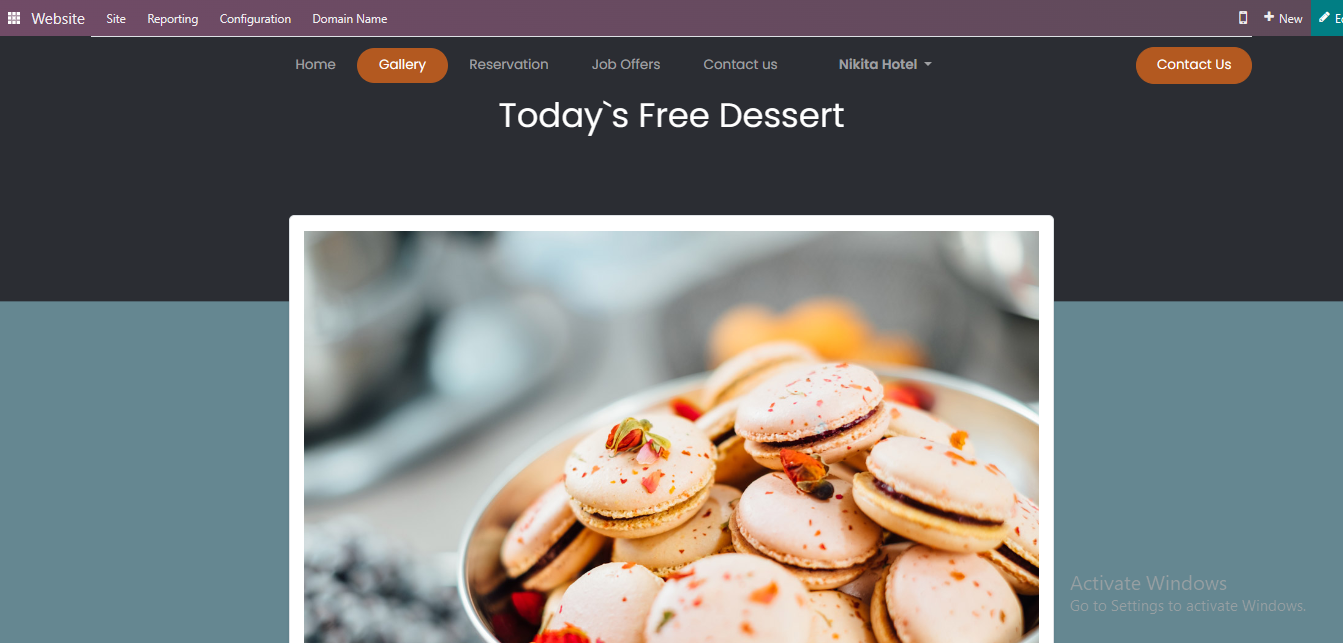 Website Site Reporting Configuration Domain Name New
Home Gallery Reservation Job Offers Contact us Nikita Hotel Contact Us
Today`s Free Dessert
Activate Windows
Go to Settings to activate Windows.